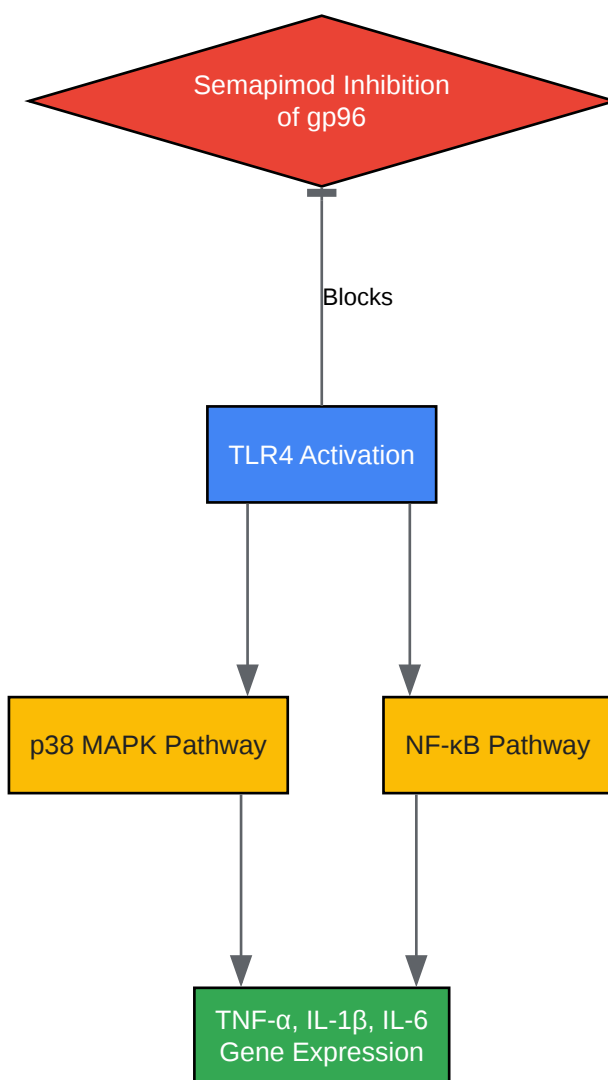 Semapimod Inhibition
of gp96
Blocks
TLR4 Activation
p38 MAPK Pathway
NF-κB Pathway
TNF-α, IL-1β, IL-6
Gene Expression